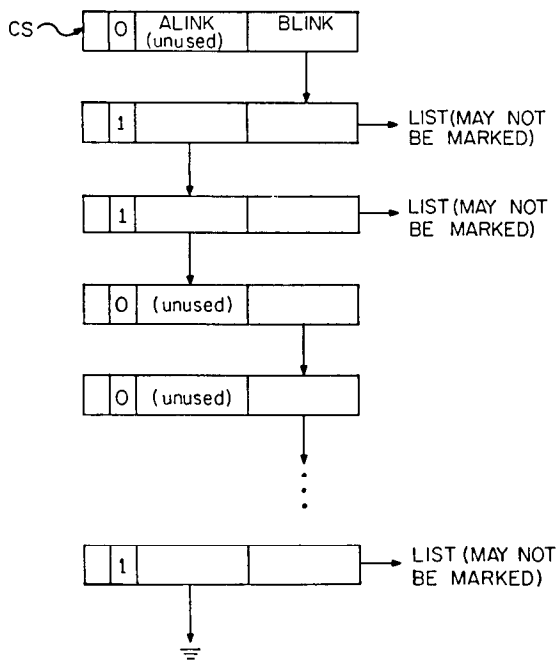 CS 0 ALINK BLINK
(unused)
1 LIST(MAY NOT
BE MARKED)
1 LIST(MAY NOT
BE MARKED)
0 (unused)
0 (unused)
1 LIST (MAY NOT
BE MARKED)